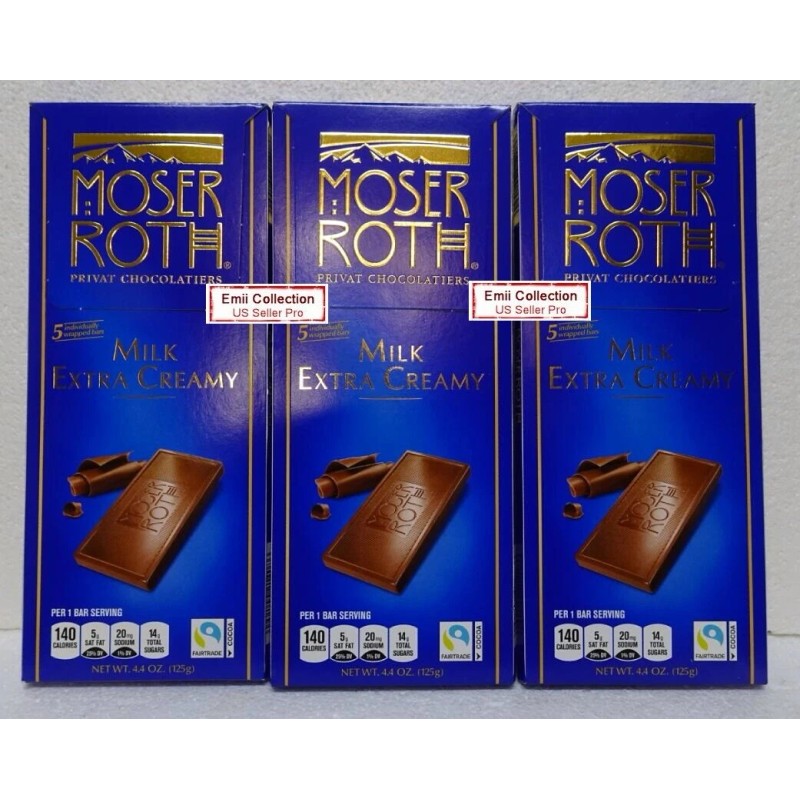 MOSER
ROTH®
PRIVAT CHOCOLATIERS
5 individually
wrapped bars
MILK
EXTRA CREAMY
MOSER
ROTH
PER 1 BAR SERVING
140
CALORIES
5g
SAT FAT
25% DV
20mg
SODIUM
1% DV
14g
TOTAL
SUGARS
FAIRTRADE
COCOA
NET WT. 4.4 OZ. (125g)
Emii Collection
US Seller Pro
MOSER
ROTH®
PRIVAT CHOCOLATIERS
5 individually
wrapped bars
MILK
EXTRA CREAMY
MOSER
ROTH
PER 1 BAR SERVING
140
CALORIES
5g
SAT FAT
25% DV
20mg
SODIUM
1% DV
14g
TOTAL
SUGARS
FAIRTRADE
COCOA
NET WT. 4.4 OZ. (125g)
Emii Collection
US Seller Pro
MOSER
ROTH®
PRIVAT CHOCOLATIERS
5 individually
wrapped bars
MILK
EXTRA CREAMY
MOSER
ROTH
PER 1 BAR SERVING
140
CALORIES
5g
SAT FAT
25% DV
20mg
SODIUM
1% DV
14g
TOTAL
SUGARS
FAIRTRADE
COCOA
NET WT. 4.4 OZ. (125g)